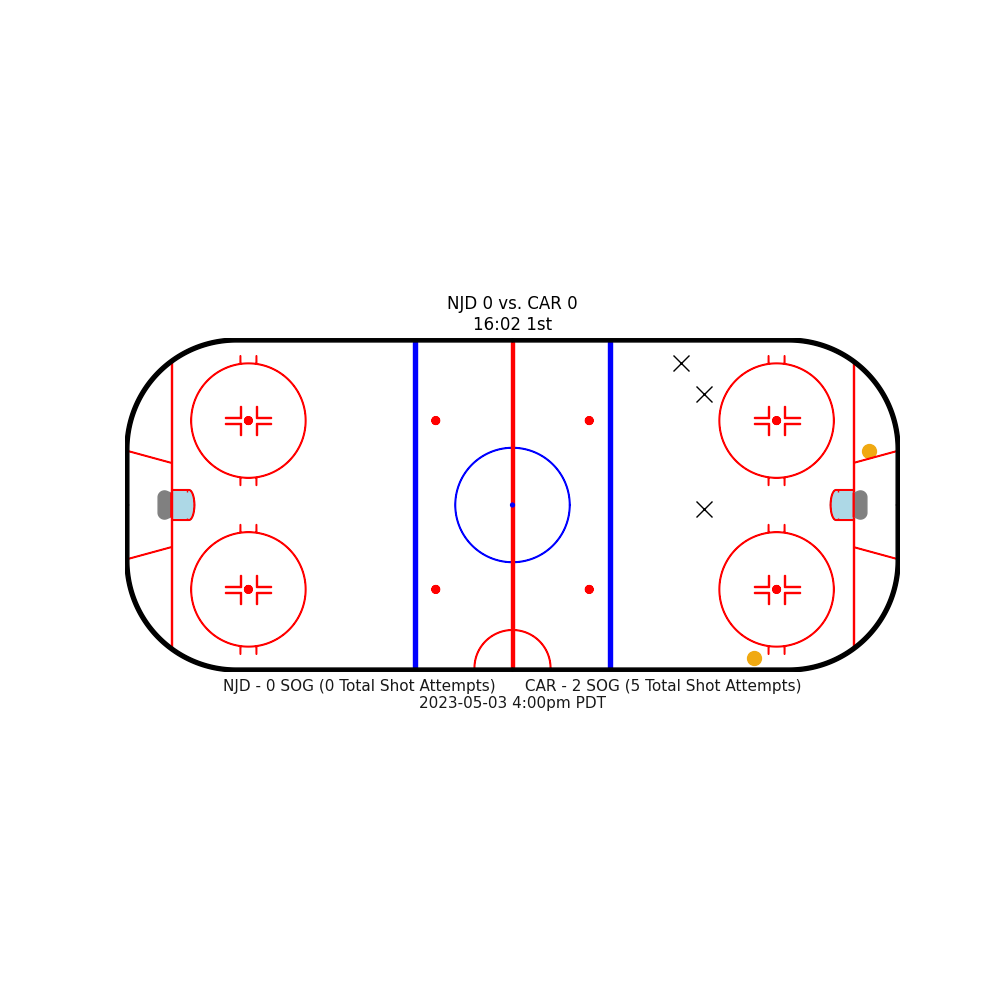 NJD 0 vs. CAR 0
16:02 1st
NJD - 0 SOG (0 Total Shot Attempts) CAR - 2 SOG (5 Total Shot Attempts)
2023-05-03 4:00pm PDT